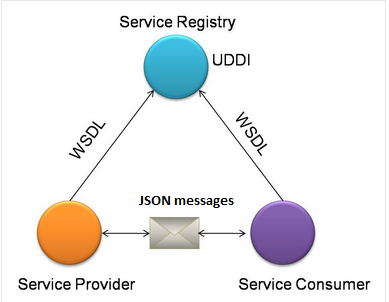 Service Registry
UDDI
WSDL
WSDL
JSON messages
Service Provider
Service Consumer